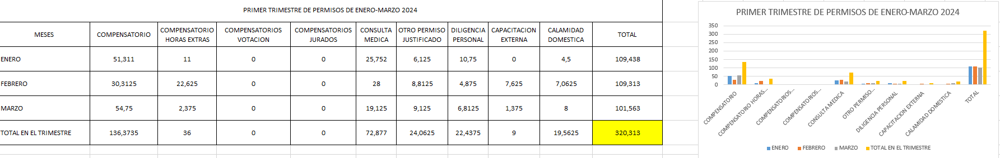 PRIMER TRIMESTRE DE PERMISOS DE ENERO-MARZO 2024
MESES COMPENSATORIO COMPENSATORIO HORAS EXTRAS COMPENSATORIOS VOTACION COMPENSATORIOS JURADOS CONSULTA MEDICA OTRO PERMISO JUSTIFICADO DILIGENCIA PERSONAL CAPACITACION EXTERNA CALAMIDAD DOMESTICA TOTAL
ENERO 51,311 11 0 0 25,752 6,125 10,75 0 4,5 109,438
FEBRERO 30,3125 22,625 0 0 28 8,8125 4,875 7,625 7,0625 109,313
MARZO 54,75 2,375 0 0 19,125 9,125 6,8125 1,375 8 101,563
TOTAL EN EL TRIMESTRE 136,3735 36 0 0 72,877 24,0625 22,4375 9 19,5625 320,313
PRIMER TRIMESTRE DE PERMISOS DE ENERO-MARZO 2024
350
300
250
200
150
100
50
0
COMPENSATORIO
COMPENSATORIO HORAS...
COMPENSATORIOS...
COMPENSATORIOS...
CONSULTA MEDICA
OTRO PERMISO...
DILIGENCIA PERSONAL
CAPACITACION EXTERNA
CALAMIDAD DOMESTICA
TOTAL
ENERO FEBRERO MARZO TOTAL EN EL TRIMESTRE